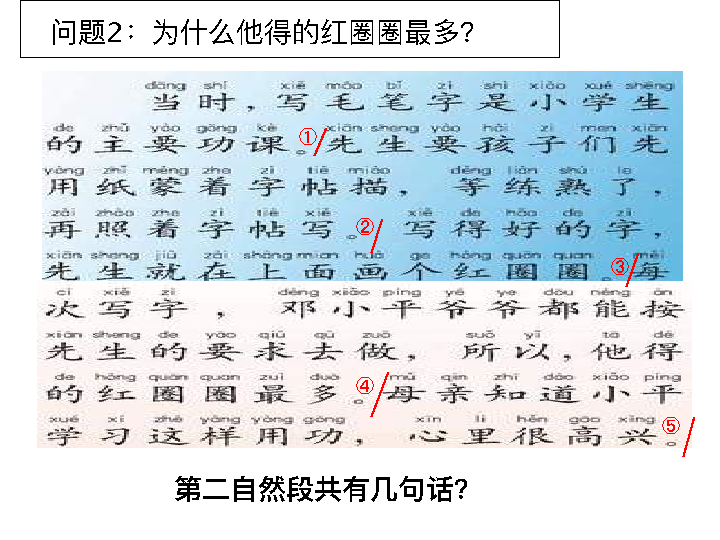 问题2：为什么他得的红圈圈最多？
dāng shí xiě máo bǐ zì shì xiǎo xué shēng
当时，写毛笔字是小学生
de zhǔ yào gōng kè xiān sheng yào hái zi men xiān
的主要功课。①先生要孩子们先
yòng zhǐ méng zhe zì tiè miáo děng liàn shú le
用纸蒙着字帖描，等练熟了，
zài zhào zhe zì tiè xiě xiě de hǎo de zì
再照着字帖写。②写得好的字，
xiān sheng jiù zài shàng mian huà ge hóng quān quan měi
先生就在上面画个红圈圈。③每
cì xiě zì dèng xiǎo píng yé ye dōu néng àn
次写字，邓小平爷爷都能按
xiān sheng de yāo qiú qù zuò suǒ yǐ tā dé
先生的要求去做，所以，他得
de hóng quān quan zuì duō mǔ qīn zhī dào xiǎo píng
的红圈圈最多。④母亲知道小平
xué xí zhè yàng yòng gōng xīn li hěn gāo xìng
学习这样用功，心里很高兴。⑤
第二自然段共有几句话？